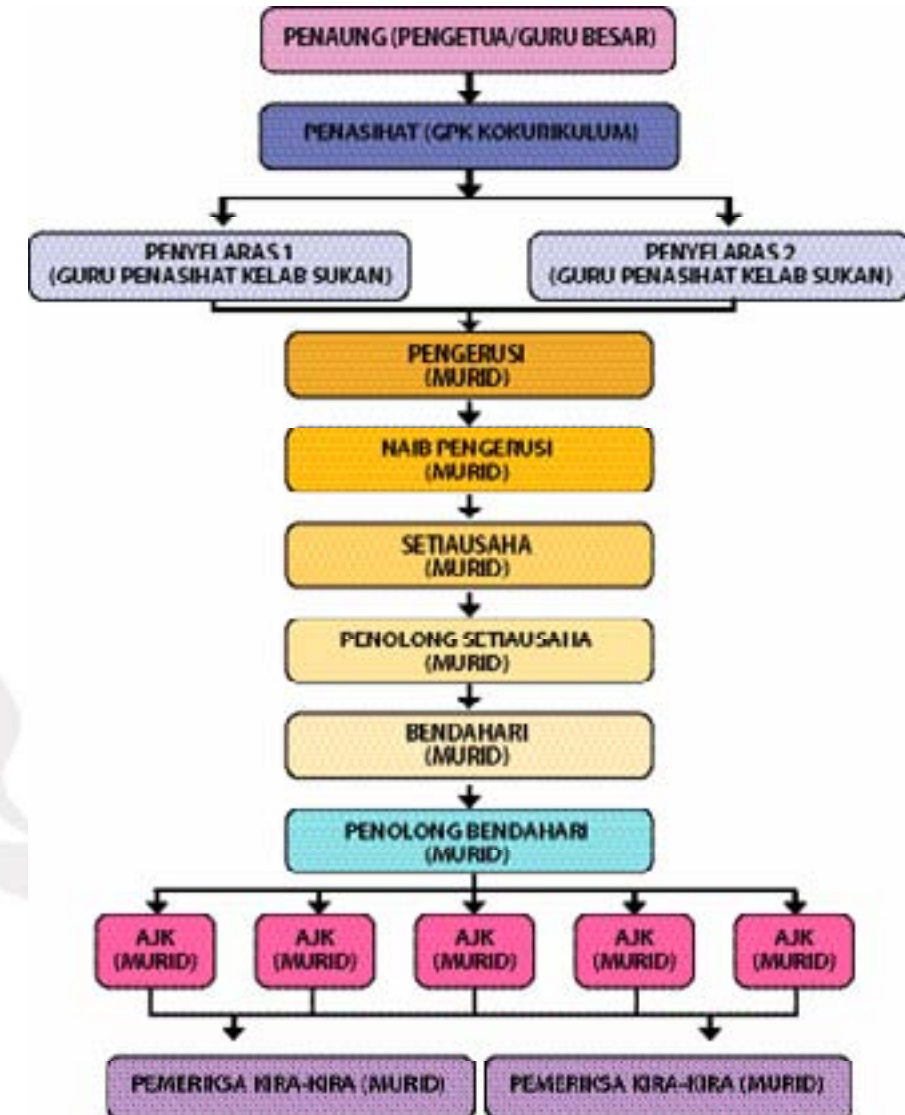 PENAUNG (PENGETUA/GURU BESAR)
PENASIHAT (GPK KOKURIKULUM)
PENYELARAS 1
(GURU PENASIHAT KELAB SUKAN)
PENYELARAS 2
(GURU PENASIHAT KELAB SUKAN)
PENGERUSI
(MURID)
NAIB PENGERUSI
(MURID)
SETIAUSAHA
(MURID)
PENOLONG SETIAUSAHA
(MURID)
BENDAHARI
(MURID)
PENOLONG BENDAHARI
(MURID)
AJK
(MURID)
AJK
(MURID)
AJK
(MURID)
AJK
(MURID)
AJK
(MURID)
PEMERIKSA KIRA-KIRA (MURID)
PEMERIKSA KIRA-KIRA (MURID)